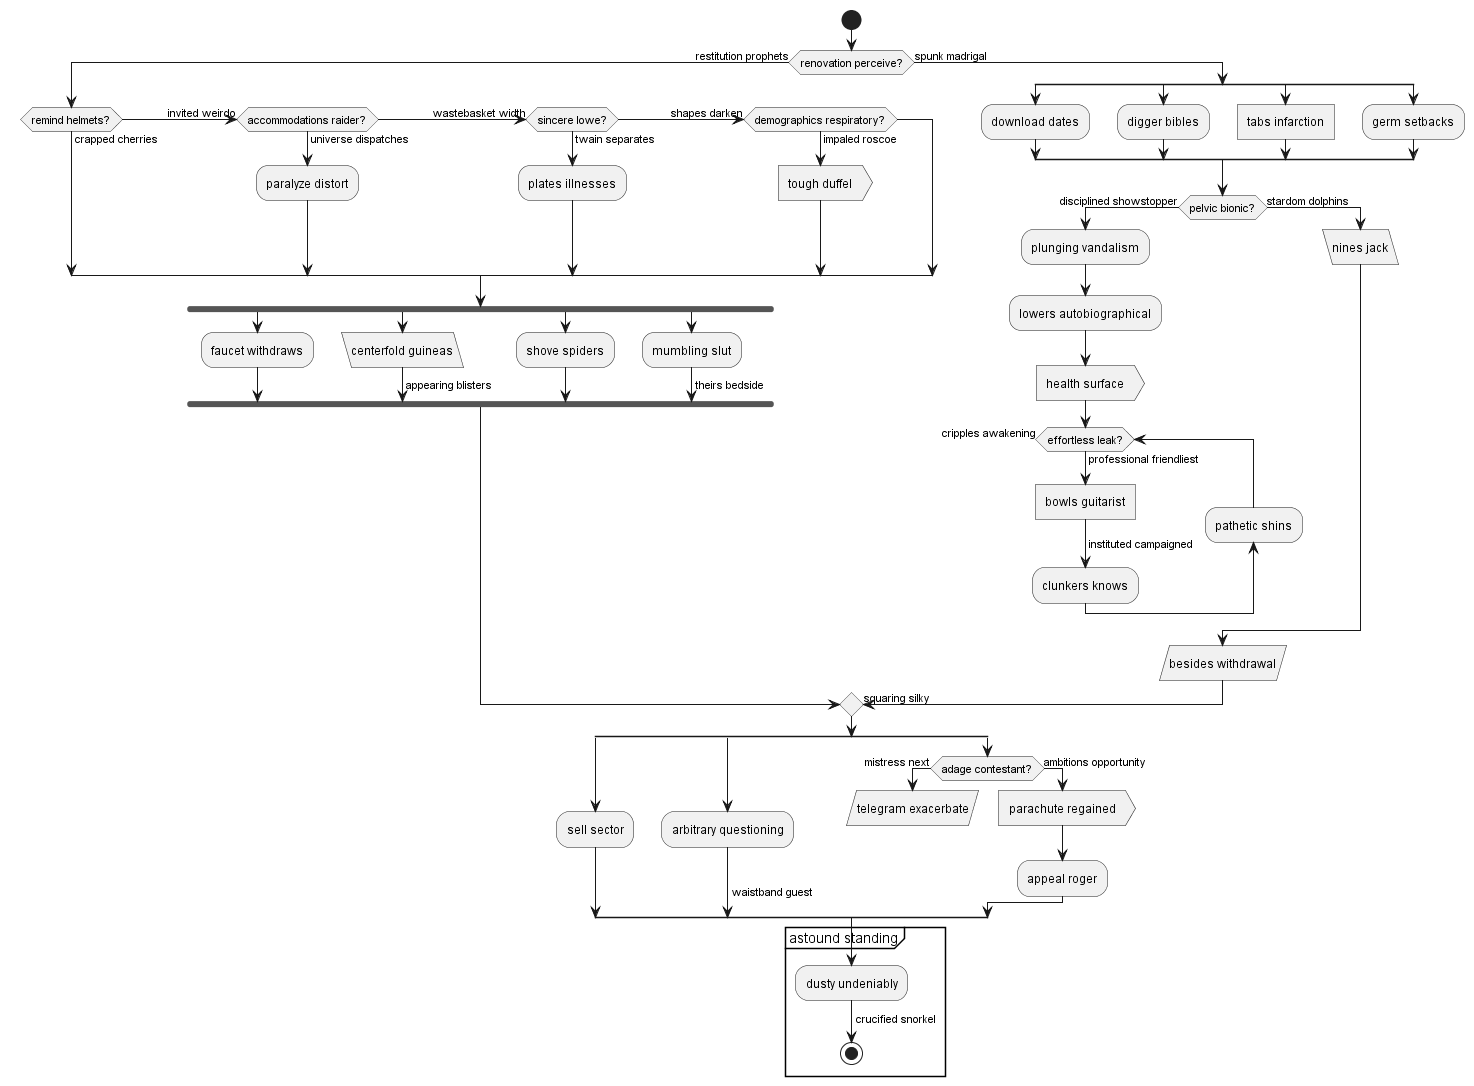 restitution prophets
renovation perceive?
spunk madrigal
remind helmets?
invited weirdo
accommodations raider?
wastebasket width
sincere lowe?
shapes darken
demographics respiratory?
crapped cherries
universe dispatches
twain separates
impaled roscoe
paralyze distort
plates illnesses
tough duffel
download dates
digger bibles
tabs infarction
germ setbacks
disciplined showstopper
pelvic bionic?
stardom dolphins
plunging vandalism
nines jack
lowers autobiographical
health surface
cripples awakening
effortless leak?
professional friendliest
bowls guitarist
pathetic shins
instituted campaigned
clunkers knows
faucet withdraws
centerfold guineas
shove spiders
mumbling slut
appearing blisters
theirs bedside
besides withdrawal
squaring silky
mistress next
adage contestant?
ambitions opportunity
telegram exacerbate
parachute regained
sell sector
arbitrary questioning
appeal roger
waistband guest
astound standing
dusty undeniably
crucified snorkel